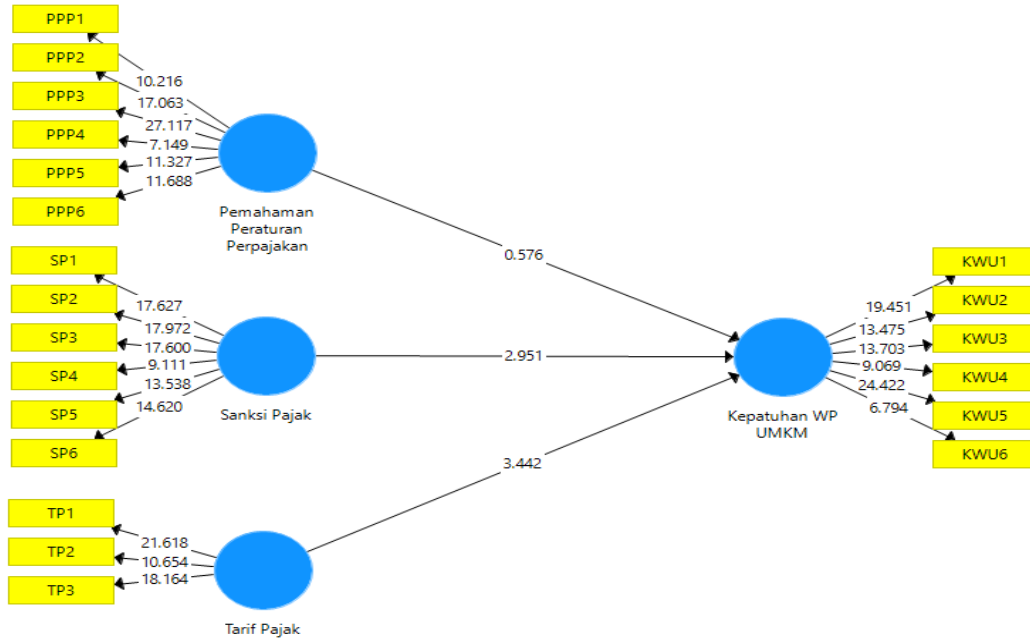 PPP1
PPP2
PPP3
PPP4
PPP5
PPP6
10.216
17.063
27.117
7.149
11.327
11.688
Pemahaman
Peraturan
Perpajakan
0.576
SP1
SP2
SP3
SP4
SP5
SP6
17.627
17.972
17.600
9.111
13.538
14.620
Sanksi Pajak
2.951
TP1
TP2
TP3
21.618
10.654
18.164
Tarif Pajak
3.442
Kepatuhan WP
UMKM
19.451
13.475
13.703
9.069
24.422
6.794
KWU1
KWU2
KWU3
KWU4
KWU5
KWU6